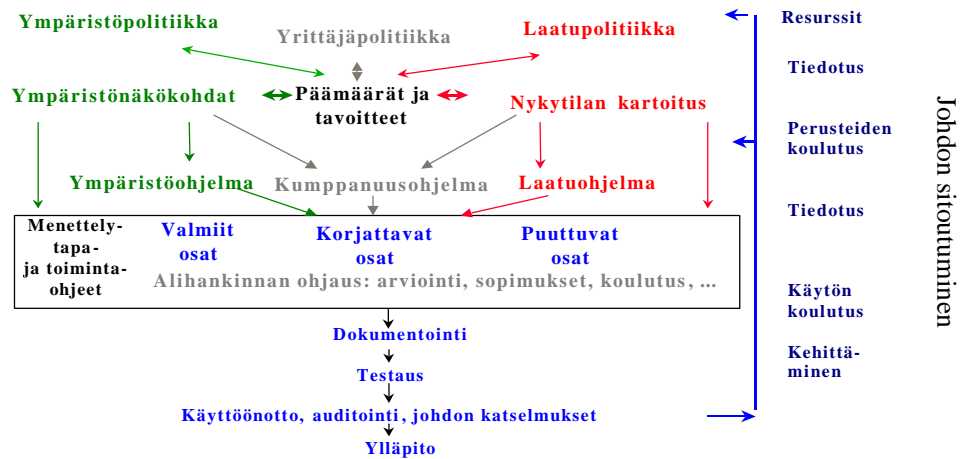 Ympäristöpolitiikka
Yrittäjäpolitiikka
Laatupolitiikka
Ympäristönäkökohdat
Päämäärät ja
tavoitteet
Nykytilan kartoitus
Ympäristöohjelma
Kumppanuusohjelma
Laatuohjelma
Menettely-
tapa-
ja toiminta-
ohjeet
Valmiit
osat
Korjattavat
osat
Puuttuvat
osat
Alihankinnan ohjaus: arviointi, sopimukset, koulutus, ...
Dokumentointi
Testaus
Käyttöönotto, auditointi, johdon katselmukset
Ylläpito
Resurssit
Tiedotus
Perusteiden
koulutus
Tiedotus
Käytön
koulutus
Kehittä-
minen
Johdon sitoutuminen